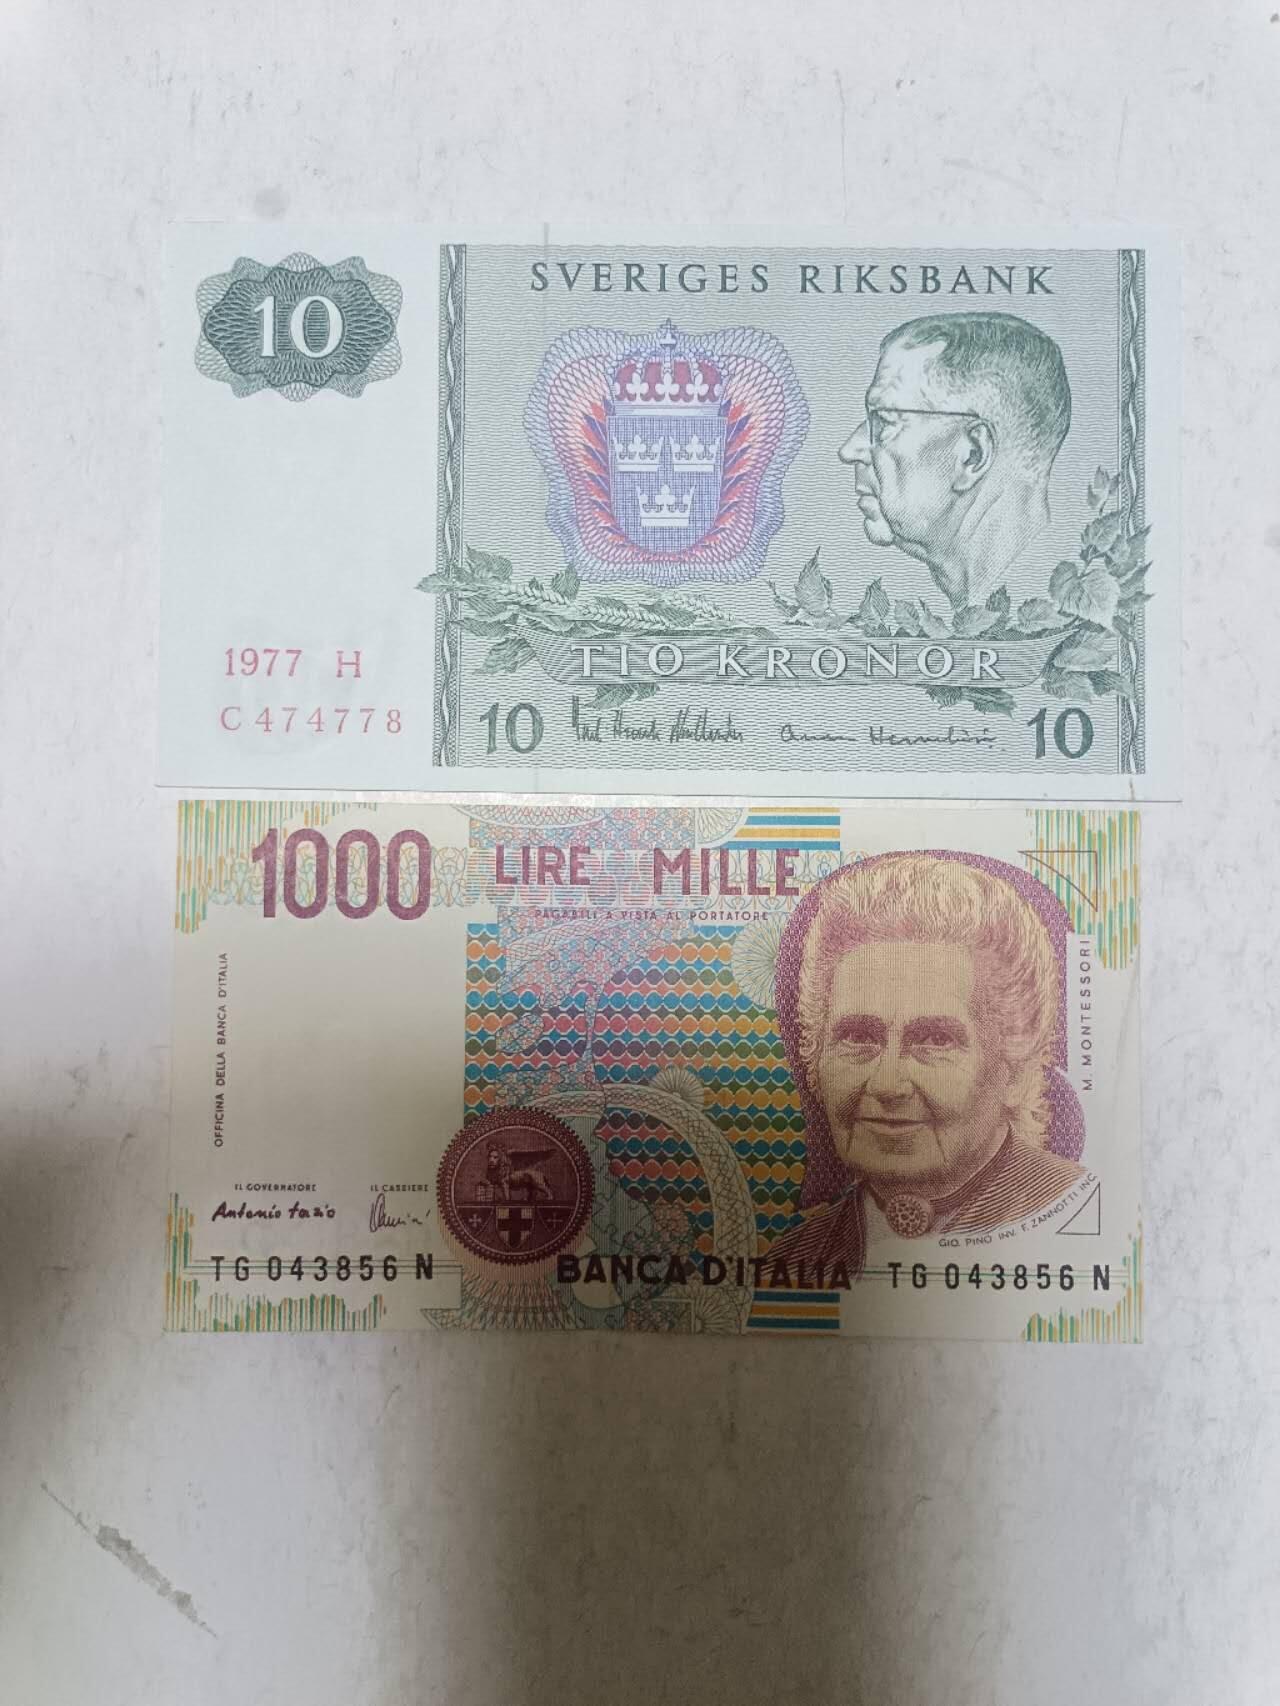 10
SVERIGES RIKSBANK
TIO KRONOR
1977 H
C 474778
10
10
1000 LIRE MILLE
PAGABILI A VISTA AL PORTATORE
OFFICINA DELLA BANCA D'ITALIA
M. MONTESSORI
IL GOVERNATORE
IL CASSIERE
Antonio Fazio
GIO. PINO INV. F. ZANNOTTI INC.
TG 043856 N
BANCA D'ITALIA
TG 043856 N